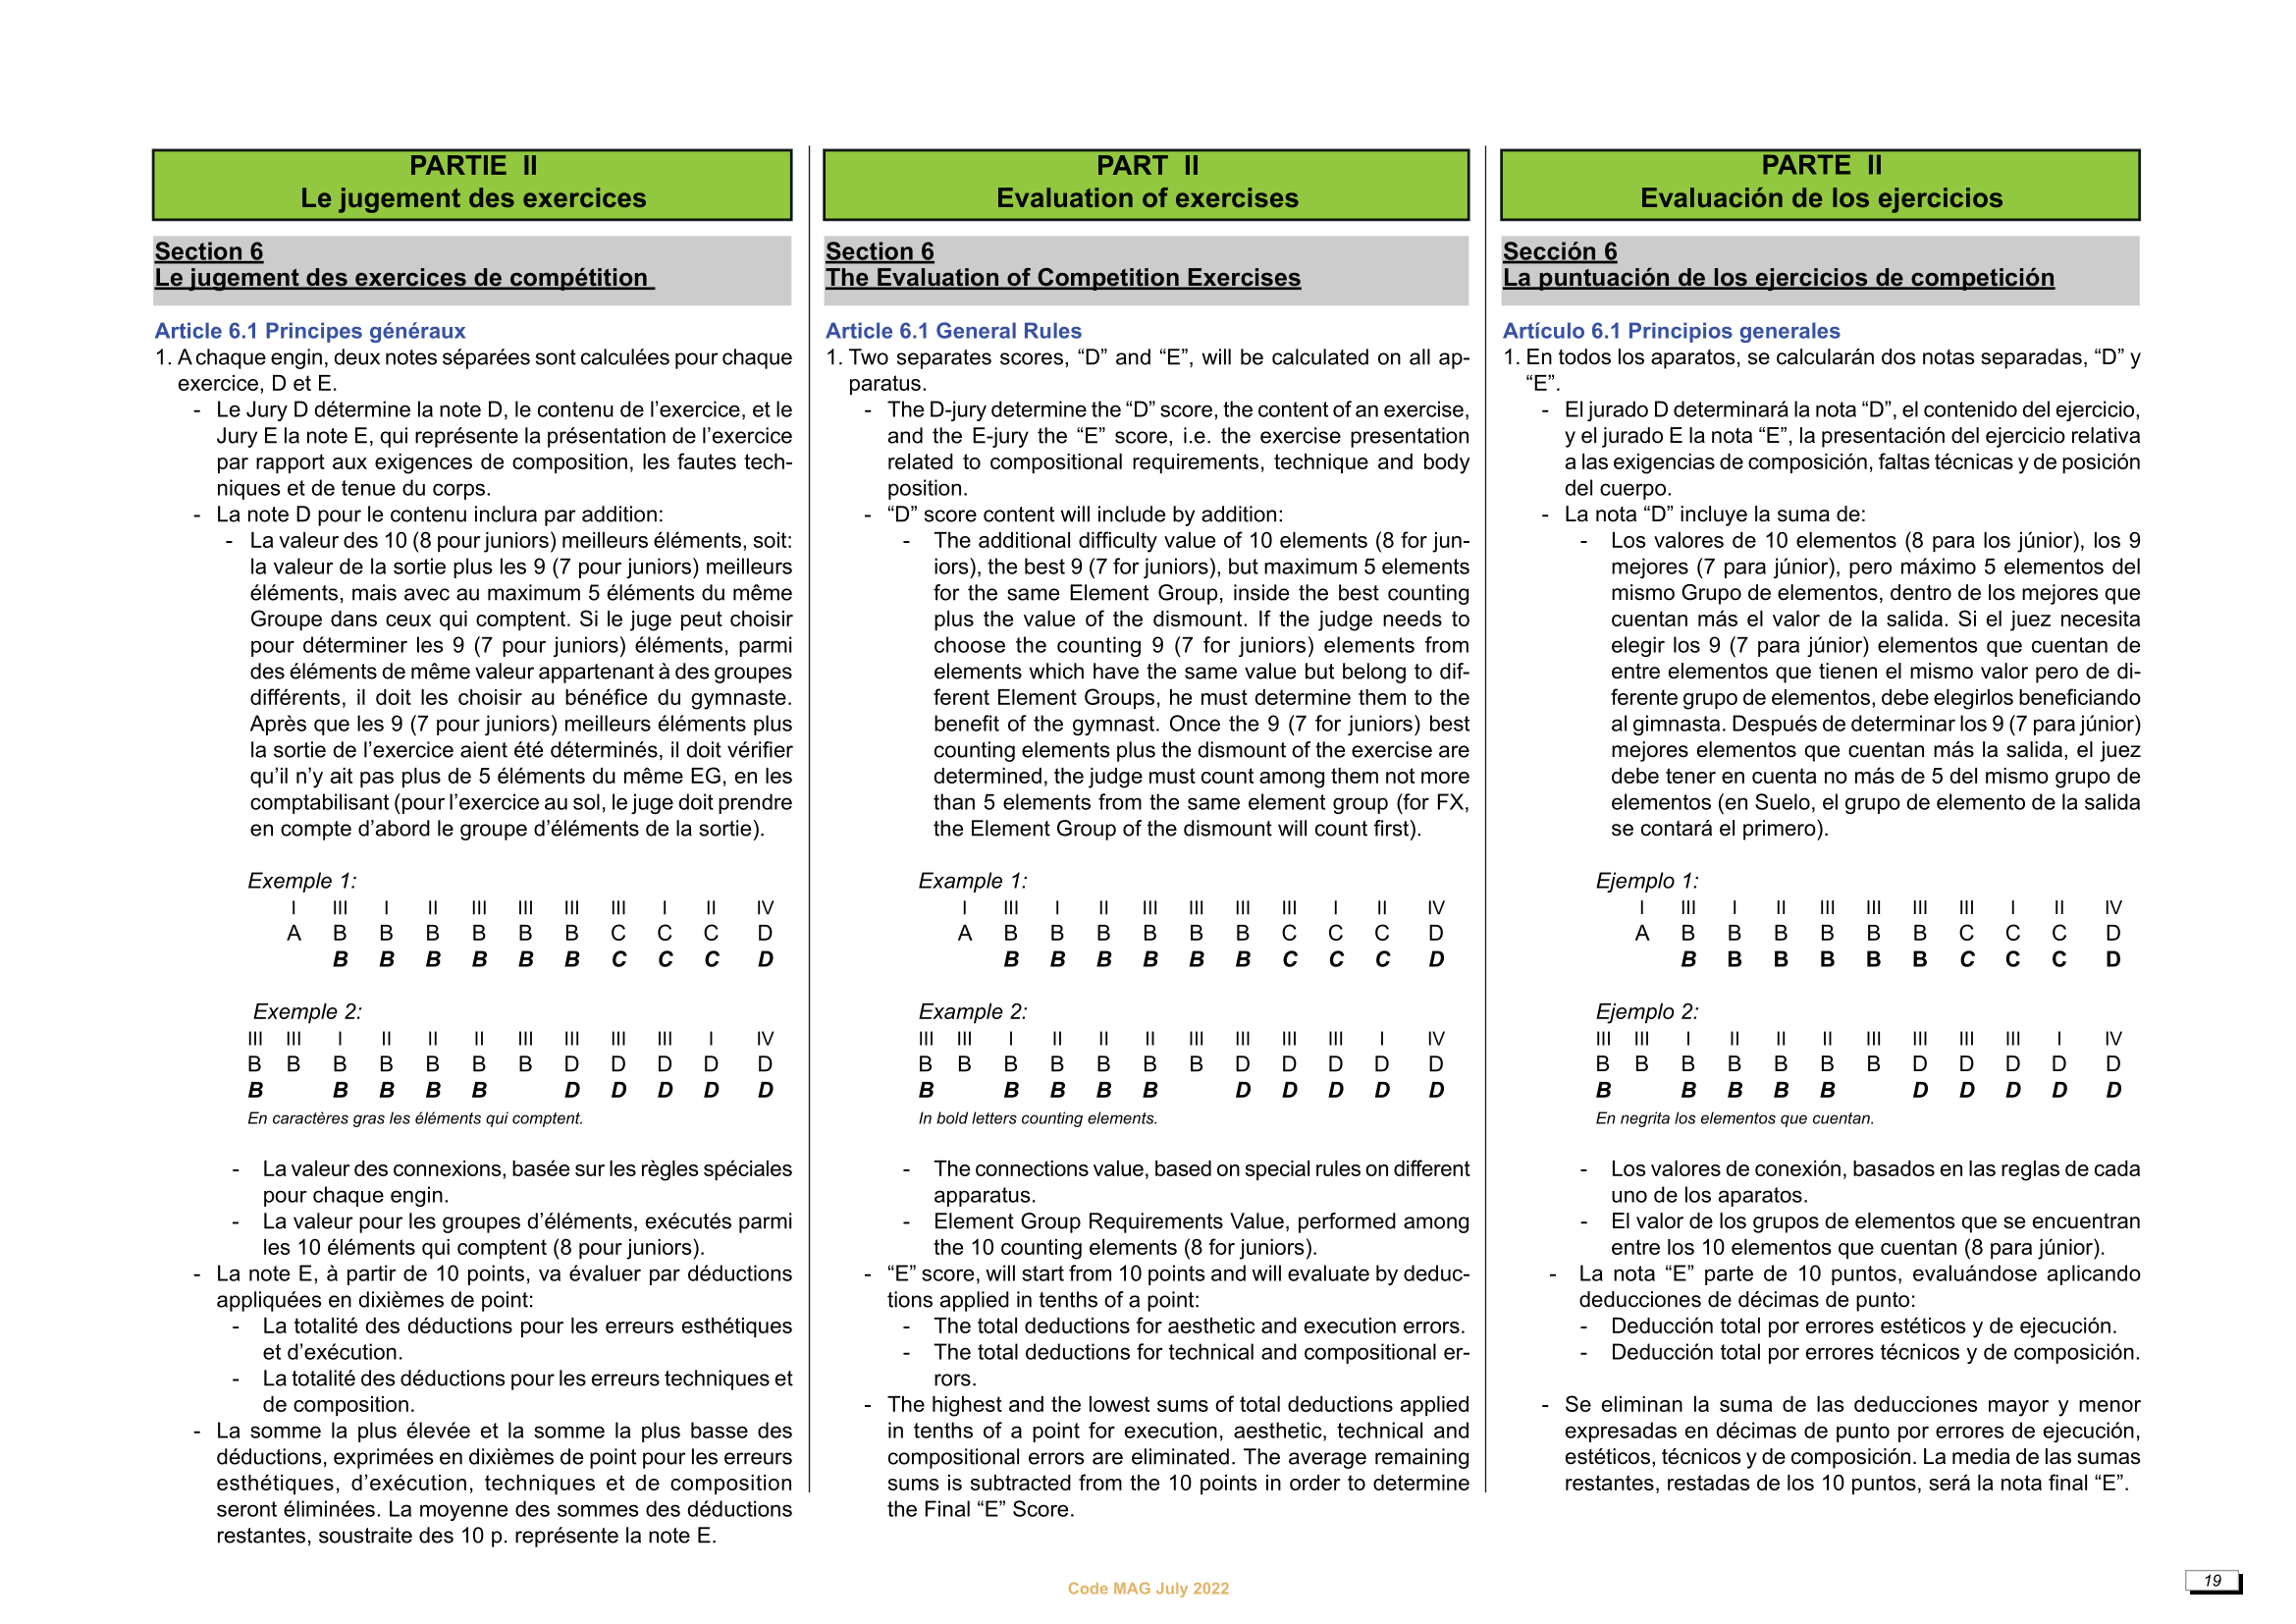 PARTIE  II
Le jugement des exercices
Section 6
Le jugement des exercices de compétition
Article 6.1 Principes généraux
1. A chaque engin, deux notes séparées sont calculées pour chaque
exercice, D et E.
- Le Jury D détermine la note D, le contenu de l’exercice, et le
Jury E la note E, qui représente la présentation de l’exercice
par rapport aux exigences de composition, les fautes tech-
niques et de tenue du corps.
- La note D pour le contenu inclura par addition:
- La valeur des 10 (8 pour juniors) meilleurs éléments, soit:
la valeur de la sortie plus les 9 (7 pour juniors) meilleurs
éléments, mais avec au maximum 5 éléments du même
Groupe dans ceux qui comptent. Si le juge peut choisir
pour déterminer les 9 (7 pour juniors) éléments, parmi
des éléments de même valeur appartenant à des groupes
différents, il doit les choisir au bénéfice du gymnaste.
Après que les 9 (7 pour juniors) meilleurs éléments plus
la sortie de l’exercice aient été déterminés, il doit vérifier
qu’il n’y ait pas plus de 5 éléments du même EG, en les
comptabilisant (pour l’exercice au sol, le juge doit prendre
en compte d’abord le groupe d’éléments de la sortie).
Exemple 1:
I III I II III III III III I II IV
A B B B B B B C C C D
B B B B B B C C C D
Exemple 2:
III III I II II II III III III III I IV
B B B B B B B D D D D D
B B B B B D D D D D
En caractères gras les éléments qui comptent.
- La valeur des connexions, basée sur les règles spéciales
pour chaque engin.
- La valeur pour les groupes d’éléments, exécutés parmi
les 10 éléments qui comptent (8 pour juniors).
- La note E, à partir de 10 points, va évaluer par déductions
appliquées en dixièmes de point:
- La totalité des déductions pour les erreurs esthétiques
et d’exécution.
- La totalité des déductions pour les erreurs techniques et
de composition.
- La somme la plus élevée et la somme la plus basse des
déductions, exprimées en dixièmes de point pour les erreurs
esthétiques, d’exécution, techniques et de composition
seront éliminées. La moyenne des sommes des déductions
restantes, soustraite des 10 p. représente la note E.
PART  II
Evaluation of exercises
Section 6
The Evaluation of Competition Exercises
Article 6.1 General Rules
1. Two separates scores, “D” and “E”, will be calculated on all ap-
paratus.
- The D-jury determine the “D” score, the content of an exercise,
and the E-jury the “E” score, i.e. the exercise presentation
related to compositional requirements, technique and body
position.
- “D” score content will include by addition:
- The additional difficulty value of 10 elements (8 for jun-
iors), the best 9 (7 for juniors), but maximum 5 elements
for the same Element Group, inside the best counting
plus the value of the dismount. If the judge needs to
choose the counting 9 (7 for juniors) elements from
elements which have the same value but belong to dif-
ferent Element Groups, he must determine them to the
benefit of the gymnast. Once the 9 (7 for juniors) best
counting elements plus the dismount of the exercise are
determined, the judge must count among them not more
than 5 elements from the same element group (for FX,
the Element Group of the dismount will count first).
Example 1:
I III I II III III III III I II IV
A B B B B B B C C C D
B B B B B B C C C D
Example 2:
III III I II II II III III III III I IV
B B B B B B B D D D D D
B B B B B D D D D D
In bold letters counting elements.
- The connections value, based on special rules on different
apparatus.
- Element Group Requirements Value, performed among
the 10 counting elements (8 for juniors).
- “E” score, will start from 10 points and will evaluate by deduc-
tions applied in tenths of a point:
- The total deductions for aesthetic and execution errors.
- The total deductions for technical and compositional er-
rors.
- The highest and the lowest sums of total deductions applied
in tenths of a point for execution, aesthetic, technical and
compositional errors are eliminated. The average remaining
sums is subtracted from the 10 points in order to determine
the Final “E” Score.
PARTE  II
Evaluación de los ejercicios
Sección 6
La puntuación de los ejercicios de competición
Artículo 6.1 Principios generales
1. En todos los aparatos, se calcularán dos notas separadas, “D” y
“E”.
- El jurado D determinará la nota “D”, el contenido del ejercicio,
y el jurado E la nota “E”, la presentación del ejercicio relativa
a las exigencias de composición, faltas técnicas y de posición
del cuerpo.
- La nota “D” incluye la suma de:
- Los valores de 10 elementos (8 para los júnior), los 9
mejores (7 para júnior), pero máximo 5 elementos del
mismo Grupo de elementos, dentro de los mejores que
cuentan más el valor de la salida. Si el juez necesita
elegir los 9 (7 para júnior) elementos que cuentan de
entre elementos que tienen el mismo valor pero de di-
ferente grupo de elementos, debe elegirlos beneficiando
al gimnasta. Después de determinar los 9 (7 para júnior)
mejores elementos que cuentan más la salida, el juez
debe tener en cuenta no más de 5 del mismo grupo de
elementos (en Suelo, el grupo de elemento de la salida
se contará el primero).
Ejemplo 1:
I III I II III III III III I II IV
A B B B B B B C C C D
B B B B B B C C C D
Ejemplo 2:
III III I II II II III III III III I IV
B B B B B B B D D D D D
B B B B B D D D D D
En negrita los elementos que cuentan.
- Los valores de conexión, basados en las reglas de cada
uno de los aparatos.
- El valor de los grupos de elementos que se encuentran
entre los 10 elementos que cuentan (8 para júnior).
- La nota “E” parte de 10 puntos, evaluándose aplicando
deducciones de décimas de punto:
- Deducción total por errores estéticos y de ejecución.
- Deducción total por errores técnicos y de composición.
- Se eliminan la suma de las deducciones mayor y menor
expresadas en décimas de punto por errores de ejecución,
estéticos, técnicos y de composición. La media de las sumas
restantes, restadas de los 10 puntos, será la nota final “E”.
Code MAG July 2022
19